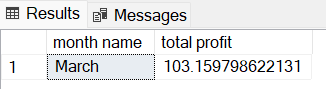 Results Messages
month name total profit
1 March 103.159798622131